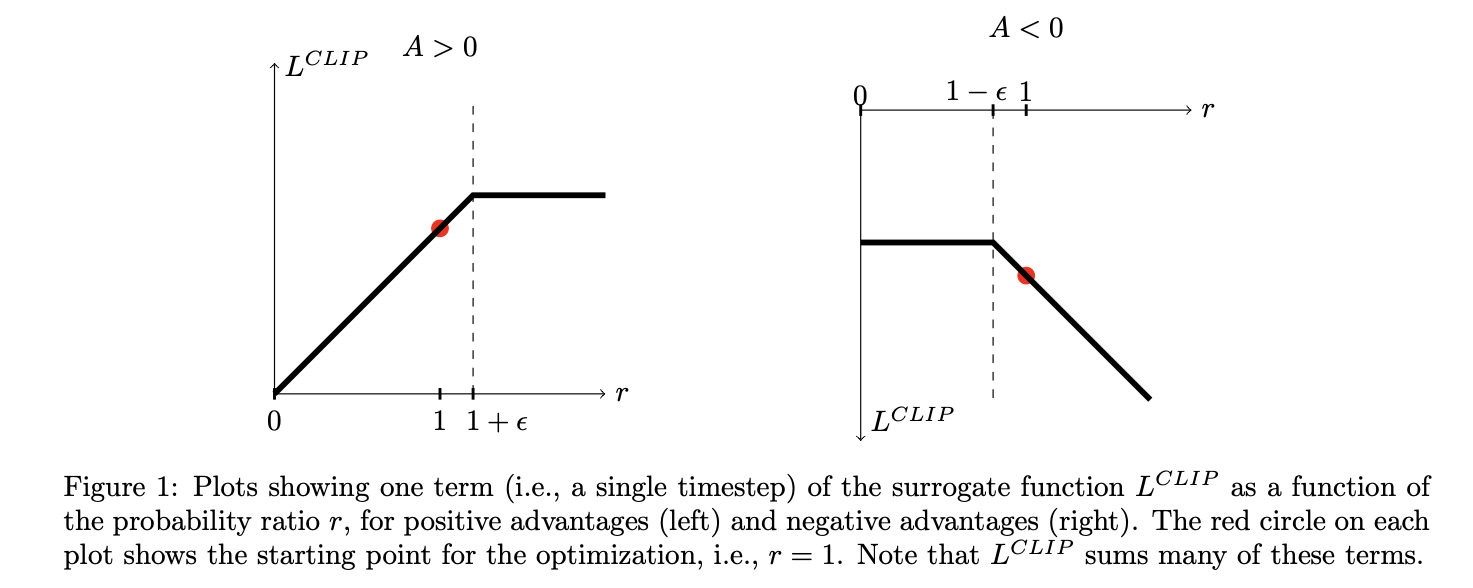 A > 0
L^{CLIP}
r
0 1 1 + ϵ
A < 0
0 1 − ϵ 1
r
L^{CLIP}
Figure 1: Plots showing one term (i.e., a single timestep) of the surrogate function L^{CLIP} as a function of
the probability ratio r, for positive advantages (left) and negative advantages (right). The red circle on each
plot shows the starting point for the optimization, i.e., r = 1. Note that L^{CLIP} sums many of these terms.